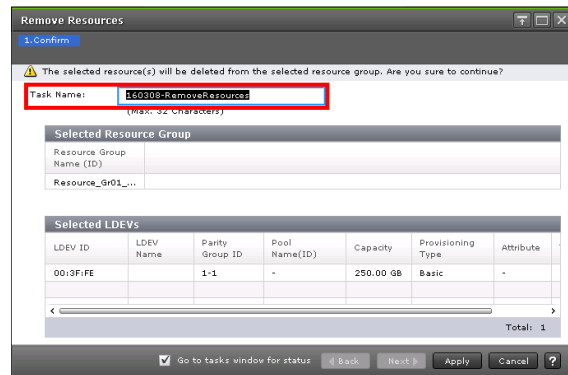 Remove Resources
1.Confirm
The selected resource(s) will be deleted from the selected resource group. Are you sure to continue?
Task Name: 160308-RemoveResources
(Max. 32 Characters)
Selected Resource Group
Resource Group
Name (ID)
Resource_Gr01_...
Selected LDEVs
LDEV ID LDEV Name Parity Group ID Pool Name(ID) Capacity Provisioning Type Attribute
00:3F:FE 1-1 - 250.00 GB Basic -
Total: 1
Go to tasks window for status Back Next Apply Cancel ?